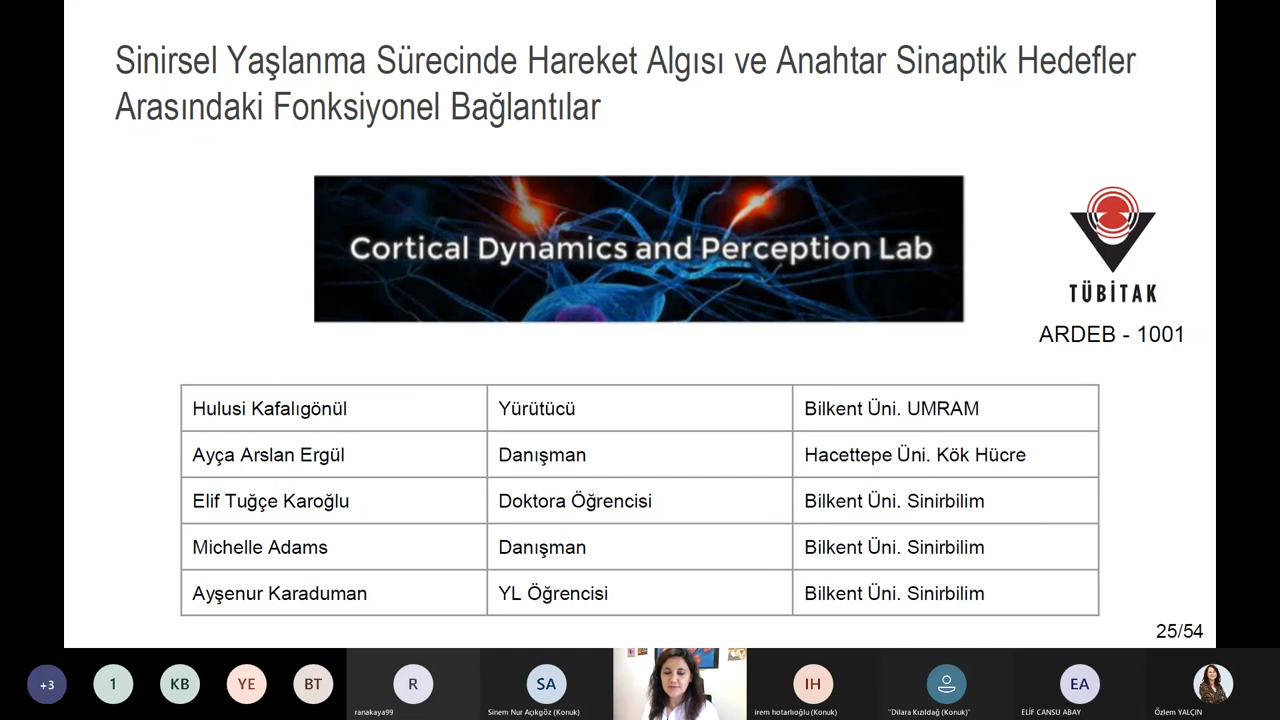 Sinirsel Yaşlanma Sürecinde Hareket Algısı ve Anahtar Sinaptik Hedefler
Arasındaki Fonksiyonel Bağlantılar
Cortical Dynamics and Perception Lab
TÜBİTAK
ARDEB - 1001
Hulusi Kafalıgönül Yürütücü Bilkent Üni. UMRAM
Ayça Arslan Ergül Danışman Hacettepe Üni. Kök Hücre
Elif Tuğçe Karoğlu Doktora Öğrencisi Bilkent Üni. Sinirbilim
Michelle Adams Danışman Bilkent Üni. Sinirbilim
Ayşenur Karaduman YL Öğrencisi Bilkent Üni. Sinirbilim
25/54
+3 1 KB YE BT R SA IH EA
ranakaya99 Sinem Nur Açıkgöz (Konuk) irem hotarlıoğlu (Konuk) "Dilara Kızıldağ (Konuk)" ELİF CANSU ABAY Özlem YALÇIN